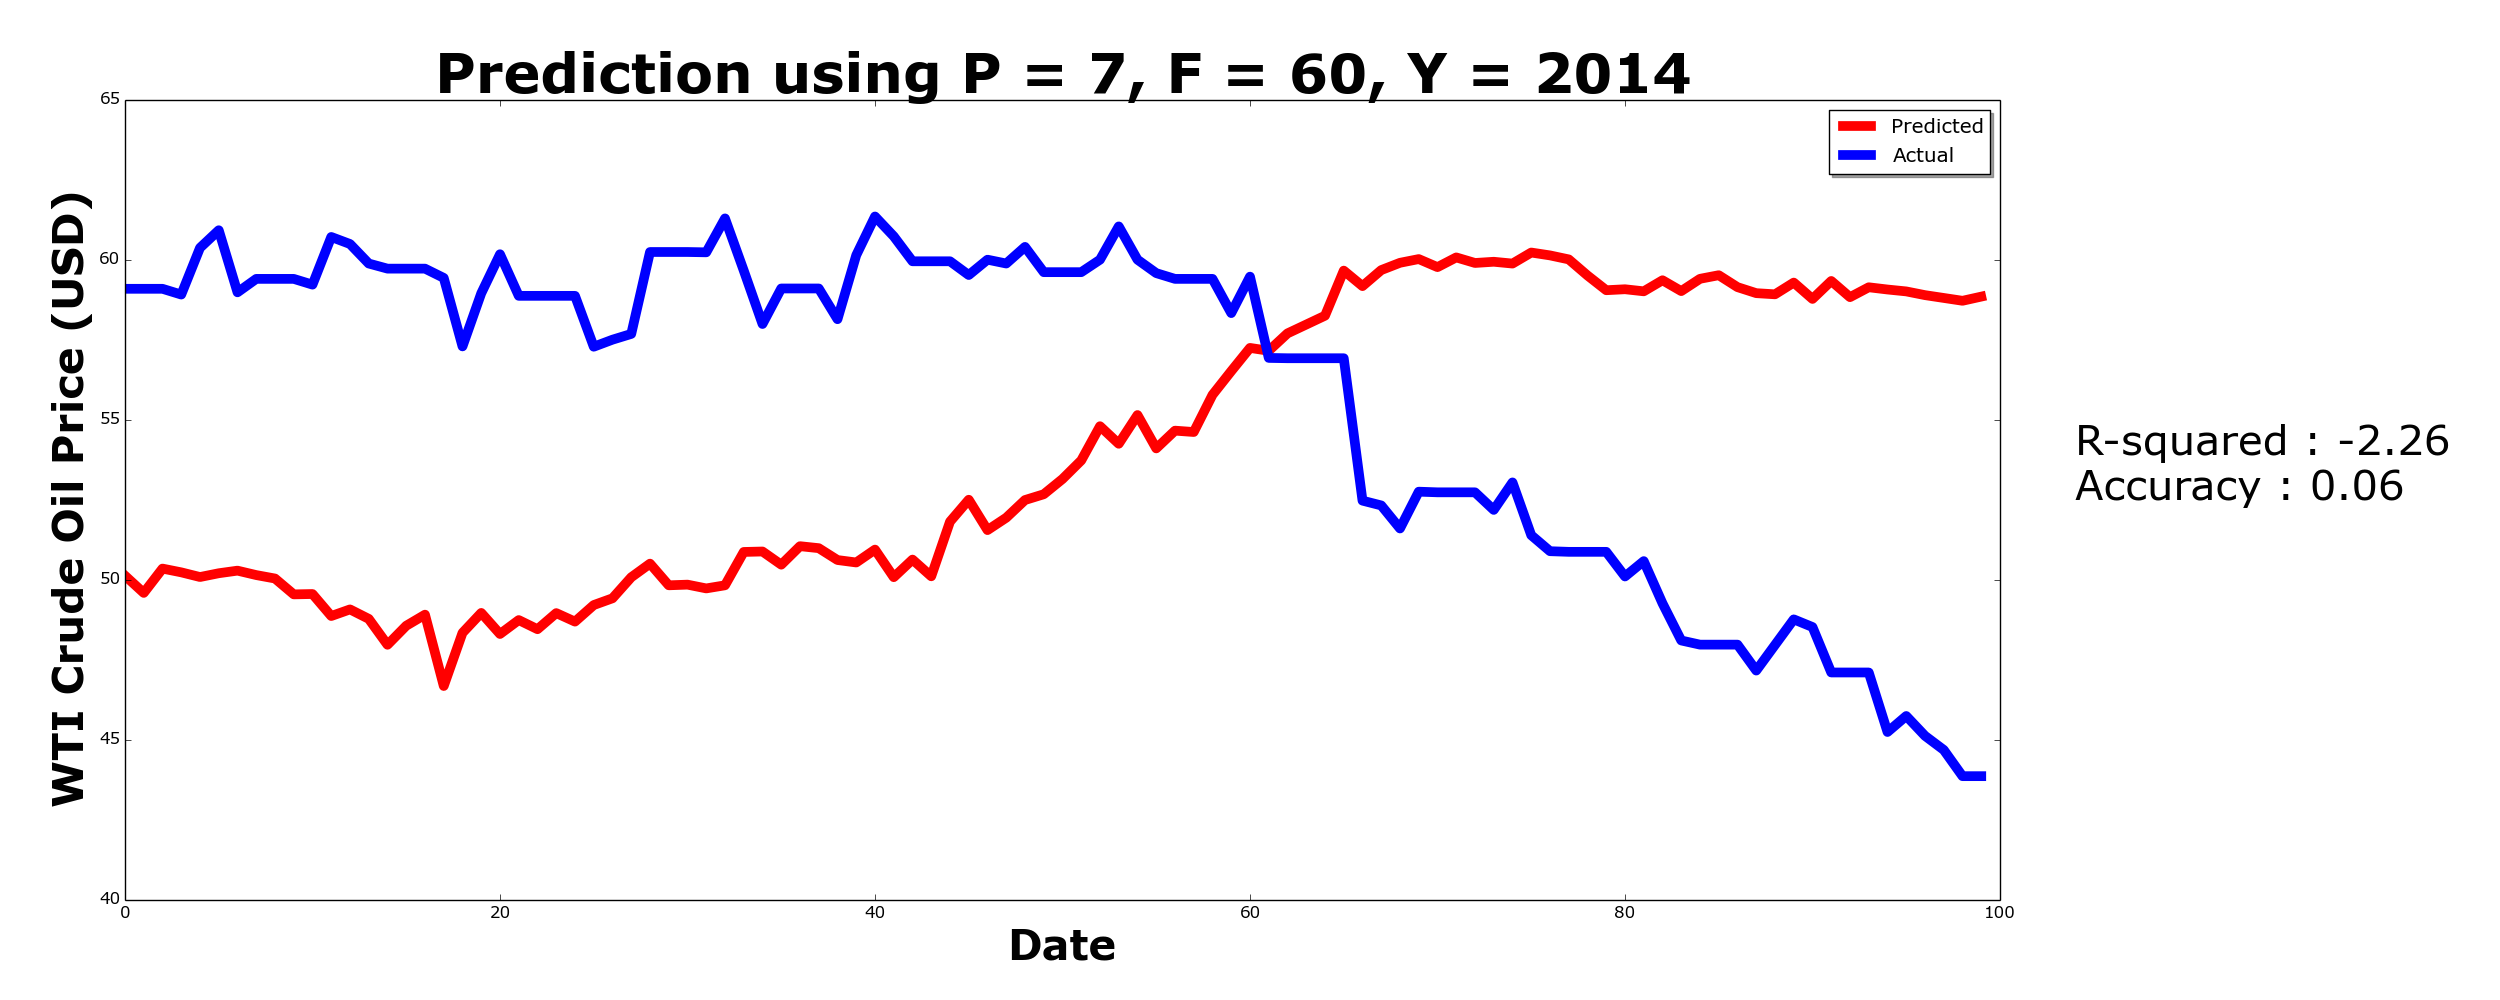 Prediction using P = 7, F = 60, Y = 2014
65
60
55
50
45
40
WTI Crude Oil Price (USD)
Predicted
Actual
R-squared : -2.26
Accuracy : 0.06
0 20 40 60 80 100
Date